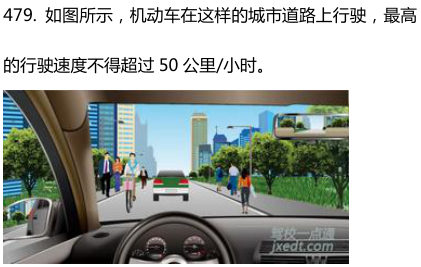 479. 如图所示，机动车在这样的城市道路上行驶，最高
的行驶速度不得超过 50 公里/小时。
驾校一点通
jxedt.com